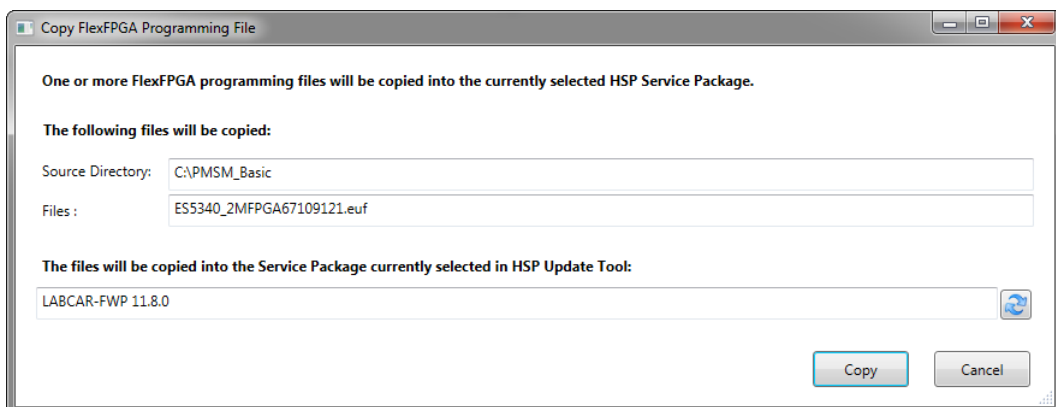 Copy FlexFPGA Programming File
One or more FlexFPGA programming files will be copied into the currently selected HSP Service Package.
The following files will be copied:
Source Directory: C:\PMSM_Basic
Files : ES5340_2MFPGA67109121.euf
The files will be copied into the Service Package currently selected in HSP Update Tool:
LABCAR-FWP 11.8.0
Copy Cancel